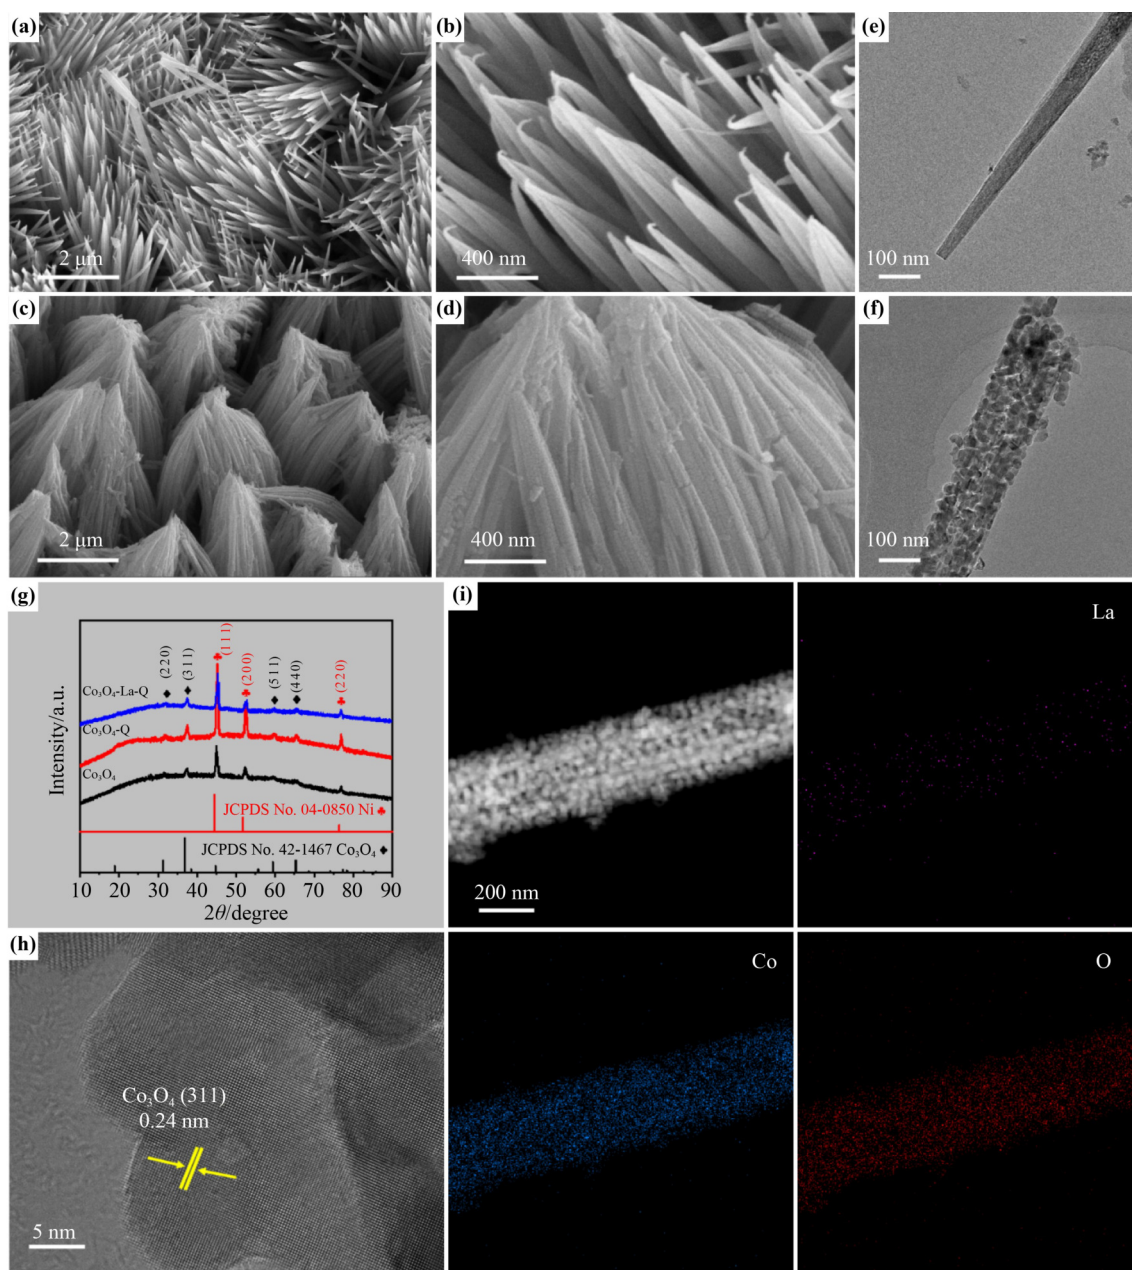 (a)
2 μm
(b)
400 nm
(e)
100 nm
(c)
2 μm
(d)
400 nm
(f)
100 nm
(g)
Intensity/a.u.
(220)
(311)
♣(111)
(200)
(511)
(440)
(220)
Co₃O₄-La-Q
Co₃O₄-Q
Co₃O₄
JCPDS No. 04-0850 Ni ♣
JCPDS No. 42-1467 Co₃O₄ ◆
10 20 30 40 50 60 70 80 90
2θ/degree
(h)
Co₃O₄ (311)
0.24 nm
5 nm
(i)
200 nm
La
Co
O